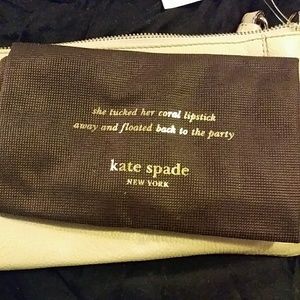 she tucked her coral lipstick
away and floated back to the party
kate spade
NEW YORK